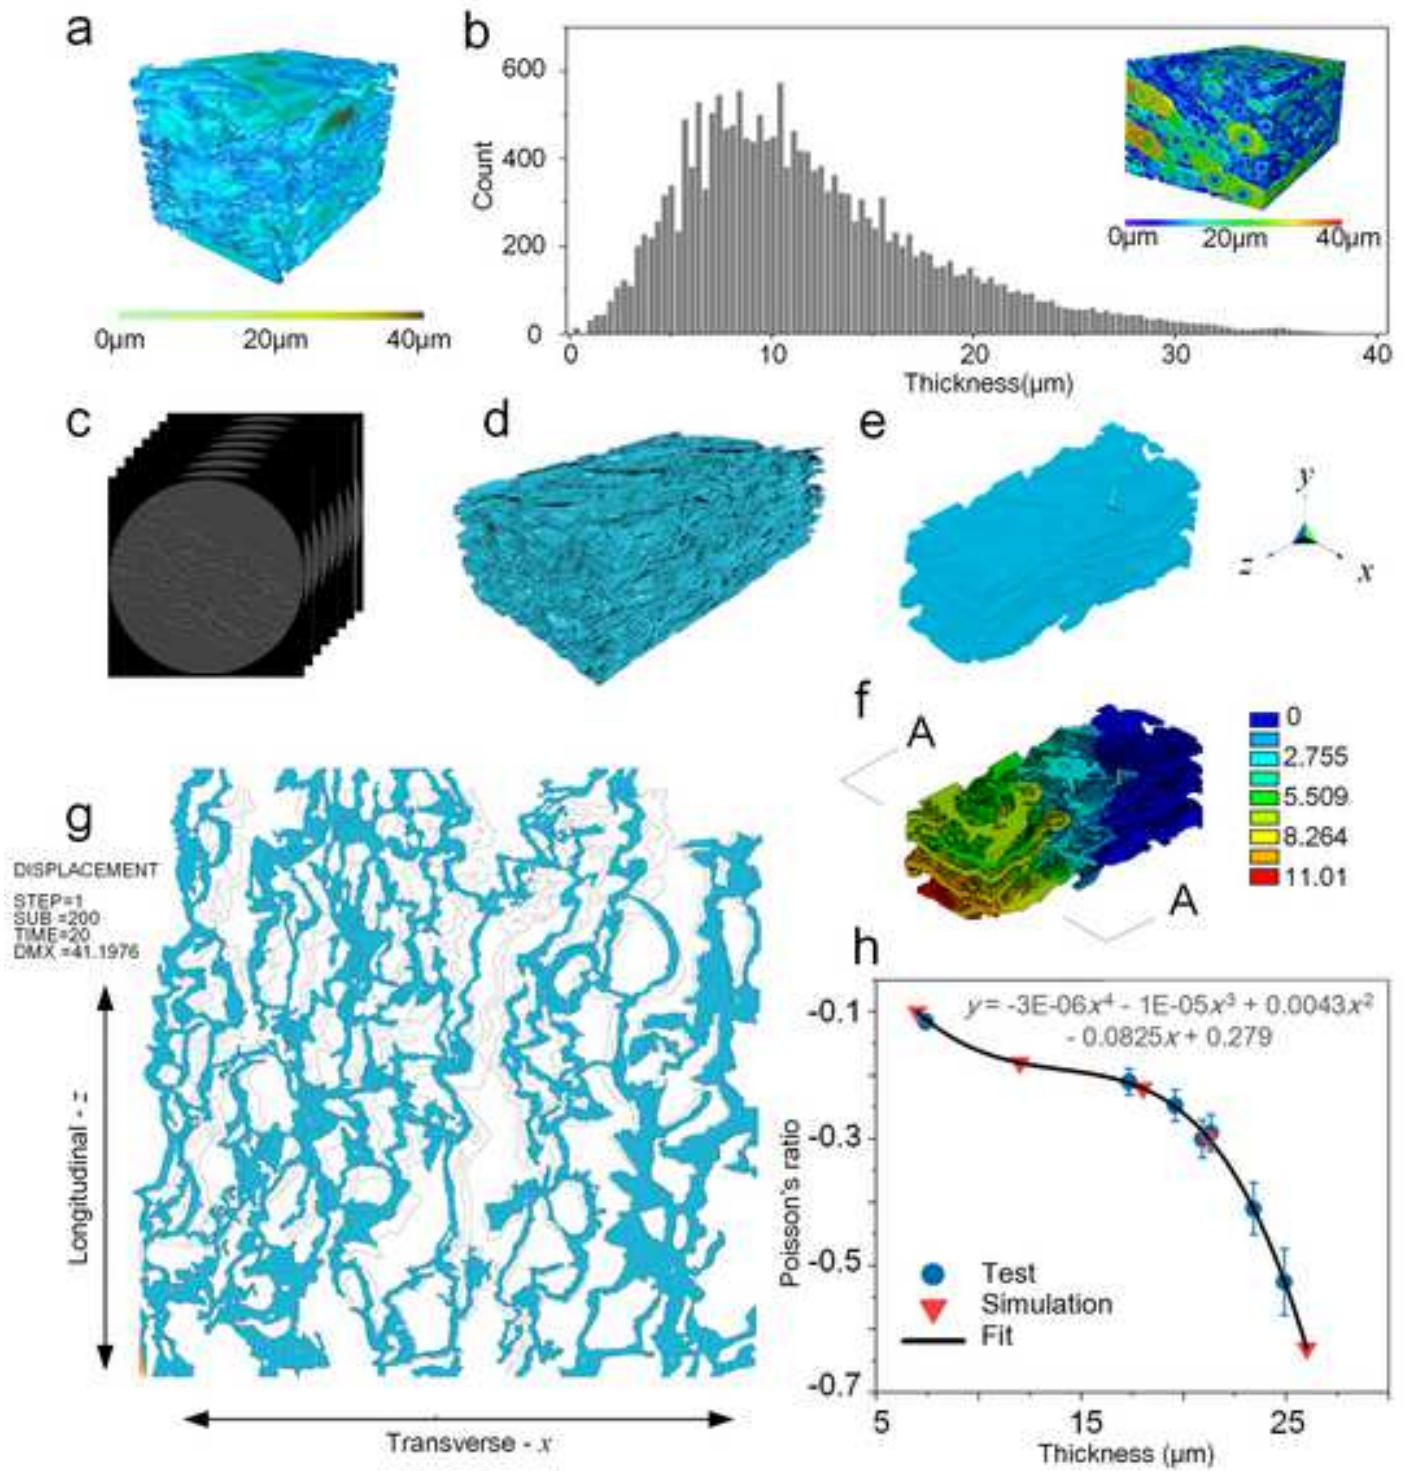 a
0μm
20μm
40μm
b
Count
600
400
200
0
0
10
20
30
40
Thickness(μm)
0μm
20μm
40μm
c
d
e
y
z
x
f
A
A
0
2.755
5.509
8.264
11.01
g
DISPLACEMENT
STEP=1
SUB =200
TIME=20
DMX =41.1976
Longitudinal - z
Transverse - x
h
y = -3E-06x⁴ - 1E-05x³ + 0.0043x²
- 0.0825x + 0.279
Poisson`s ratio
-0.1
-0.3
-0.5
-0.7
Test
Simulation
Fit
5
15
25
Thickness (μm)